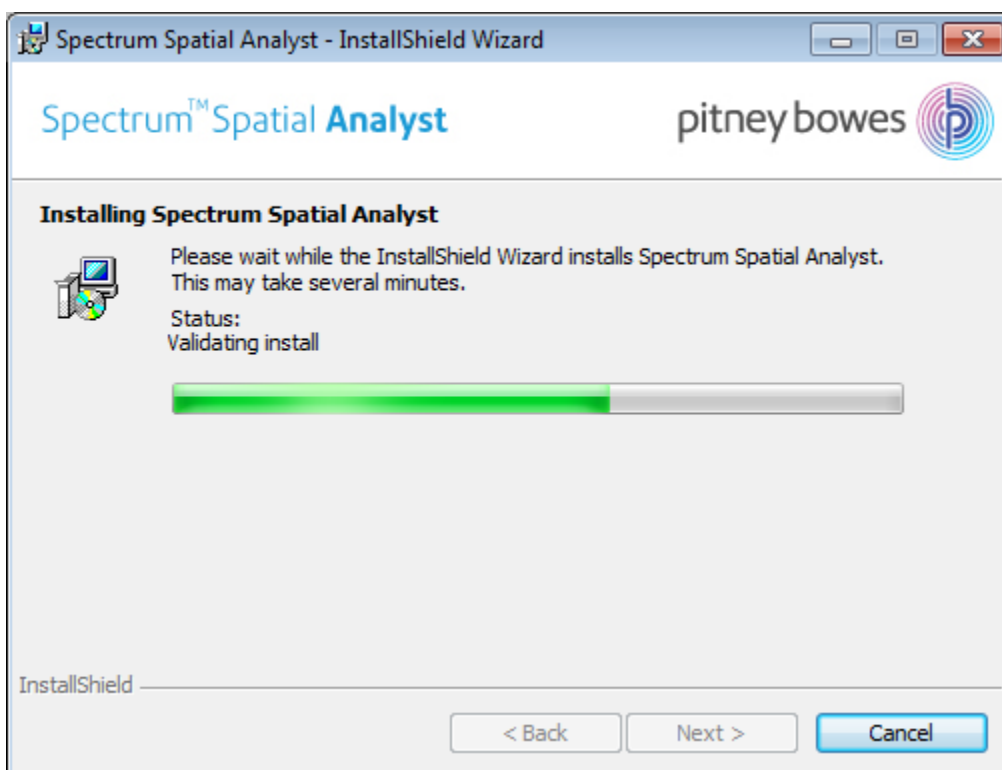 Spectrum Spatial Analyst - InstallShield Wizard
Spectrum™ Spatial Analyst
pitney bowes
Installing Spectrum Spatial Analyst
Please wait while the InstallShield Wizard installs Spectrum Spatial Analyst.
This may take several minutes.
Status:
Validating install
InstallShield
< Back
Next >
Cancel